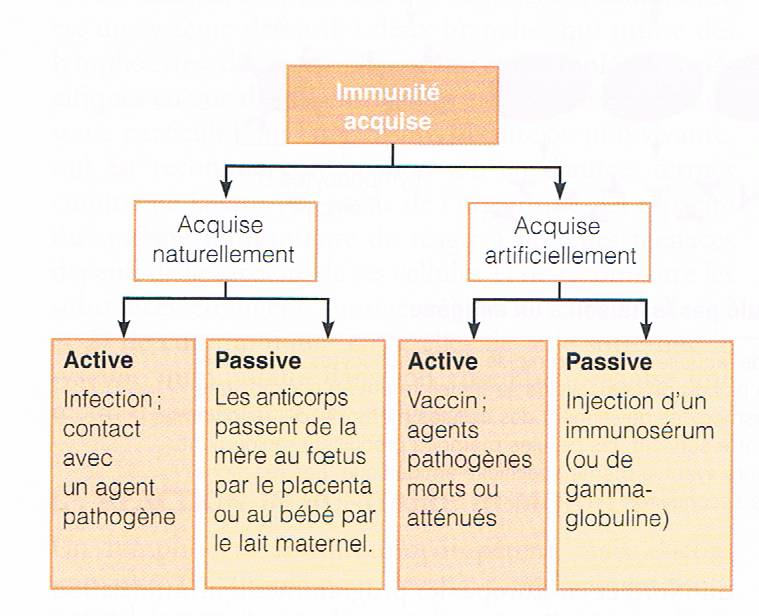 Immunité
acquise
Acquise
naturellement
Acquise
artificiellement
Active
Infection ;
contact
avec
un agent
pathogène
Passive
Les anticorps
passent de la
mère au fœtus
par le placenta
ou au bébé par
le lait maternel.
Active
Vaccin ;
agents
pathogènes
morts ou
atténués
Passive
Injection d'un
immunosérum
(ou de
gamma-
globuline)